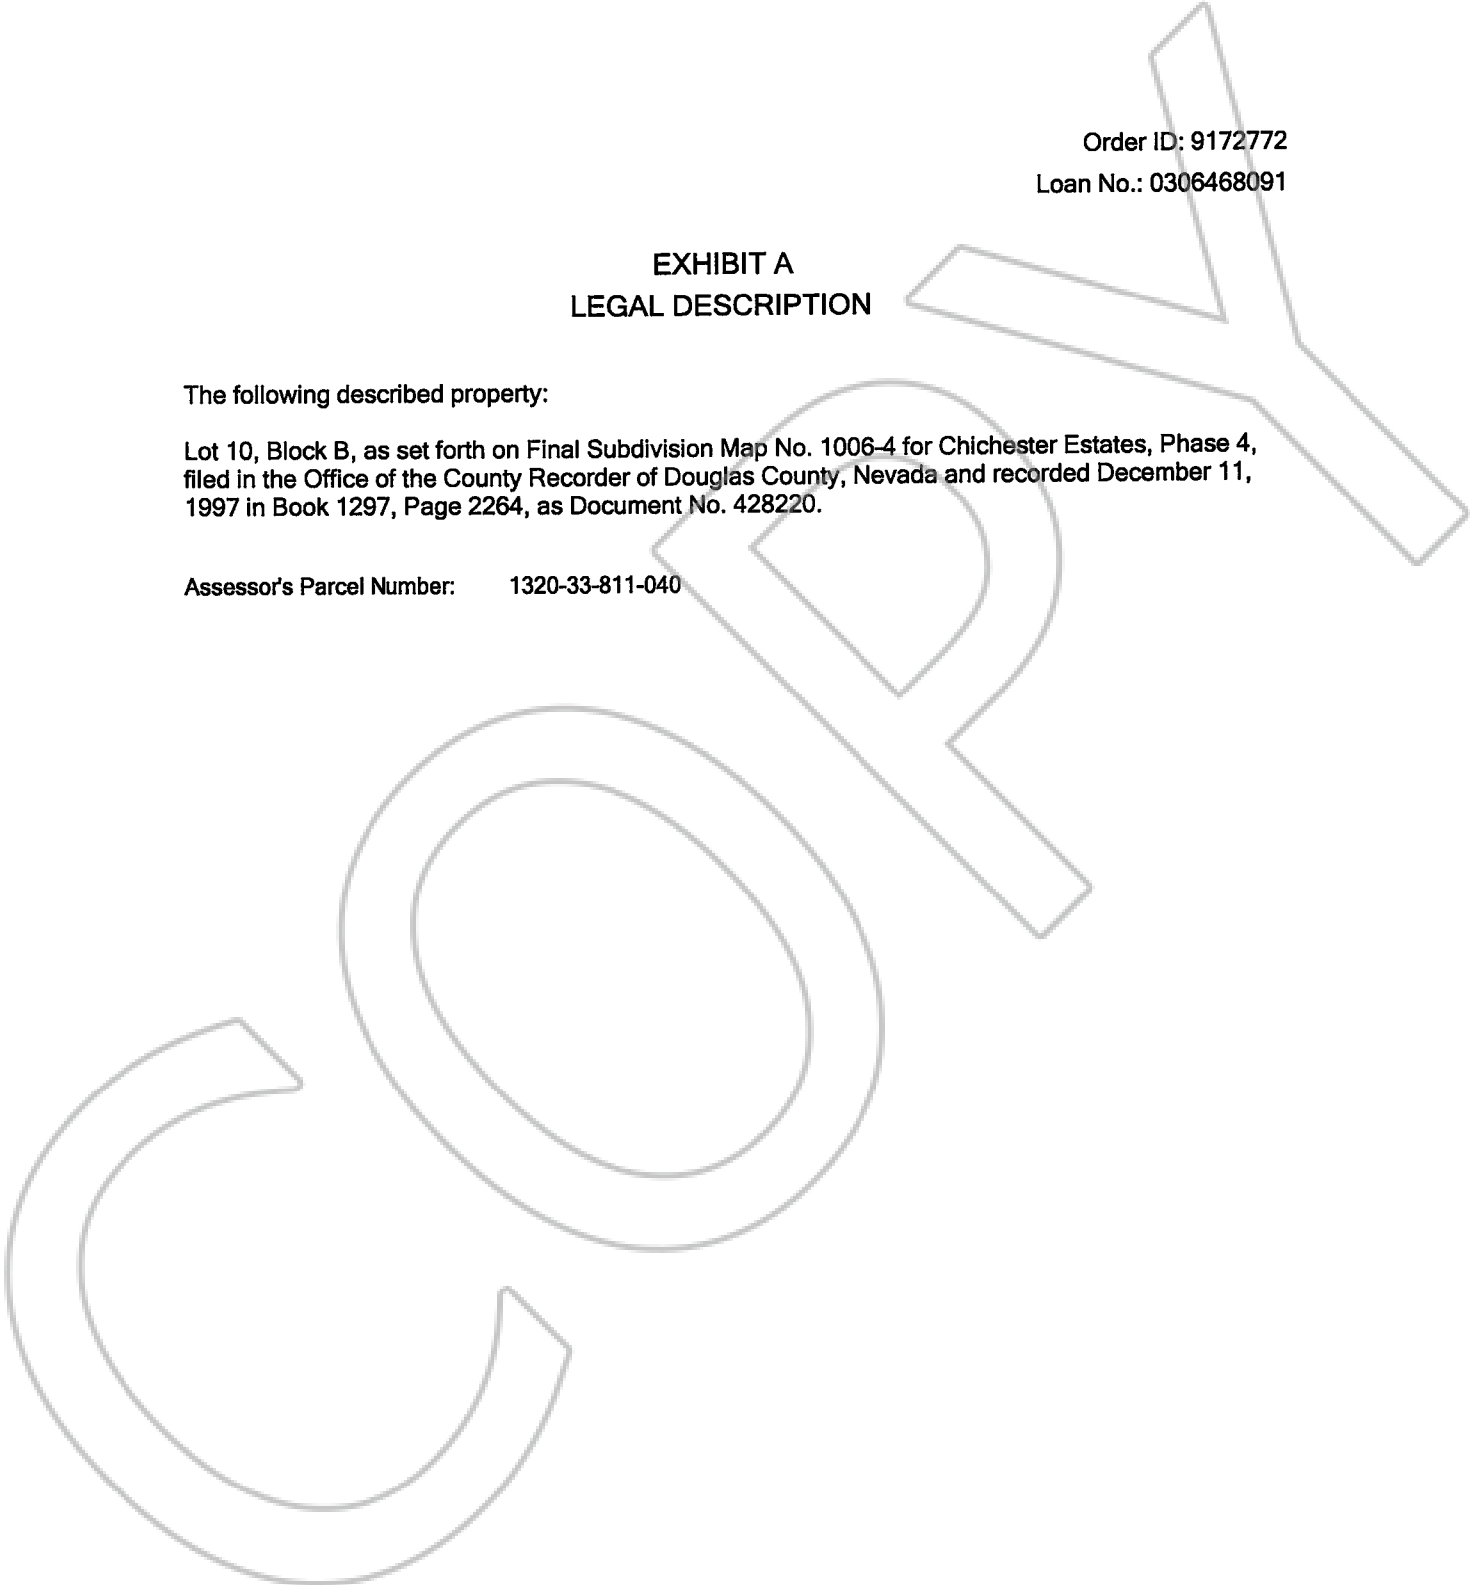 Order ID: 9172772
Loan No.: 0306468091
EXHIBIT A
LEGAL DESCRIPTION
The following described property:
Lot 10, Block B, as set forth on Final Subdivision Map No. 1006-4 for Chichester Estates, Phase 4,
filed in the Office of the County Recorder of Douglas County, Nevada and recorded December 11,
1997 in Book 1297, Page 2264, as Document No. 428220.
Assessor's Parcel Number: 1320-33-811-040
COPY